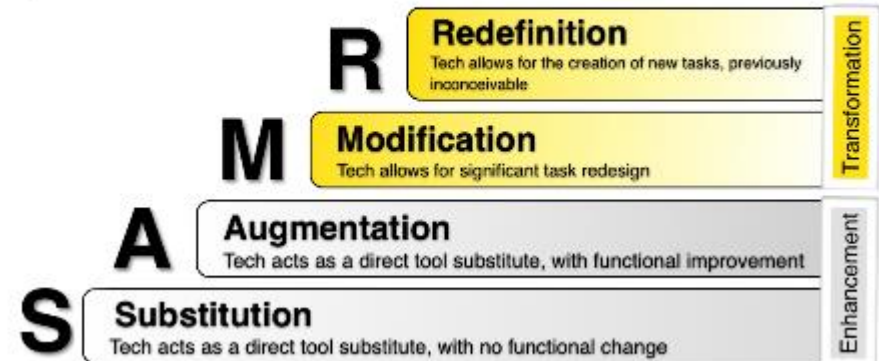 R
Redefinition
Tech allows for the creation of new tasks, previously
inconceivable
M
Modification
Tech allows for significant task redesign
Transformation
A
Augmentation
Tech acts as a direct tool substitute, with functional improvement
S
Substitution
Tech acts as a direct tool substitute, with no functional change
Enhancement